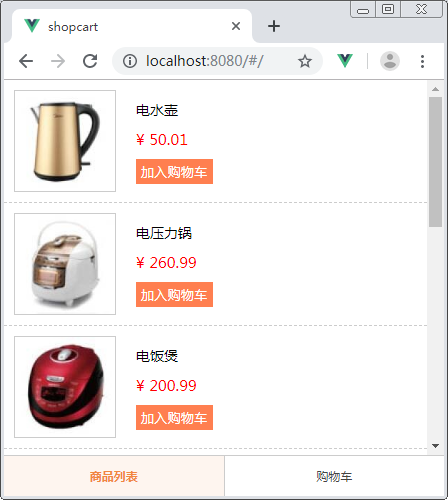 shopcart
localhost:8080/#/
电水壶
¥ 50.01
加入购物车
电压力锅
¥ 260.99
加入购物车
电饭煲
¥ 200.99
加入购物车
商品列表
购物车